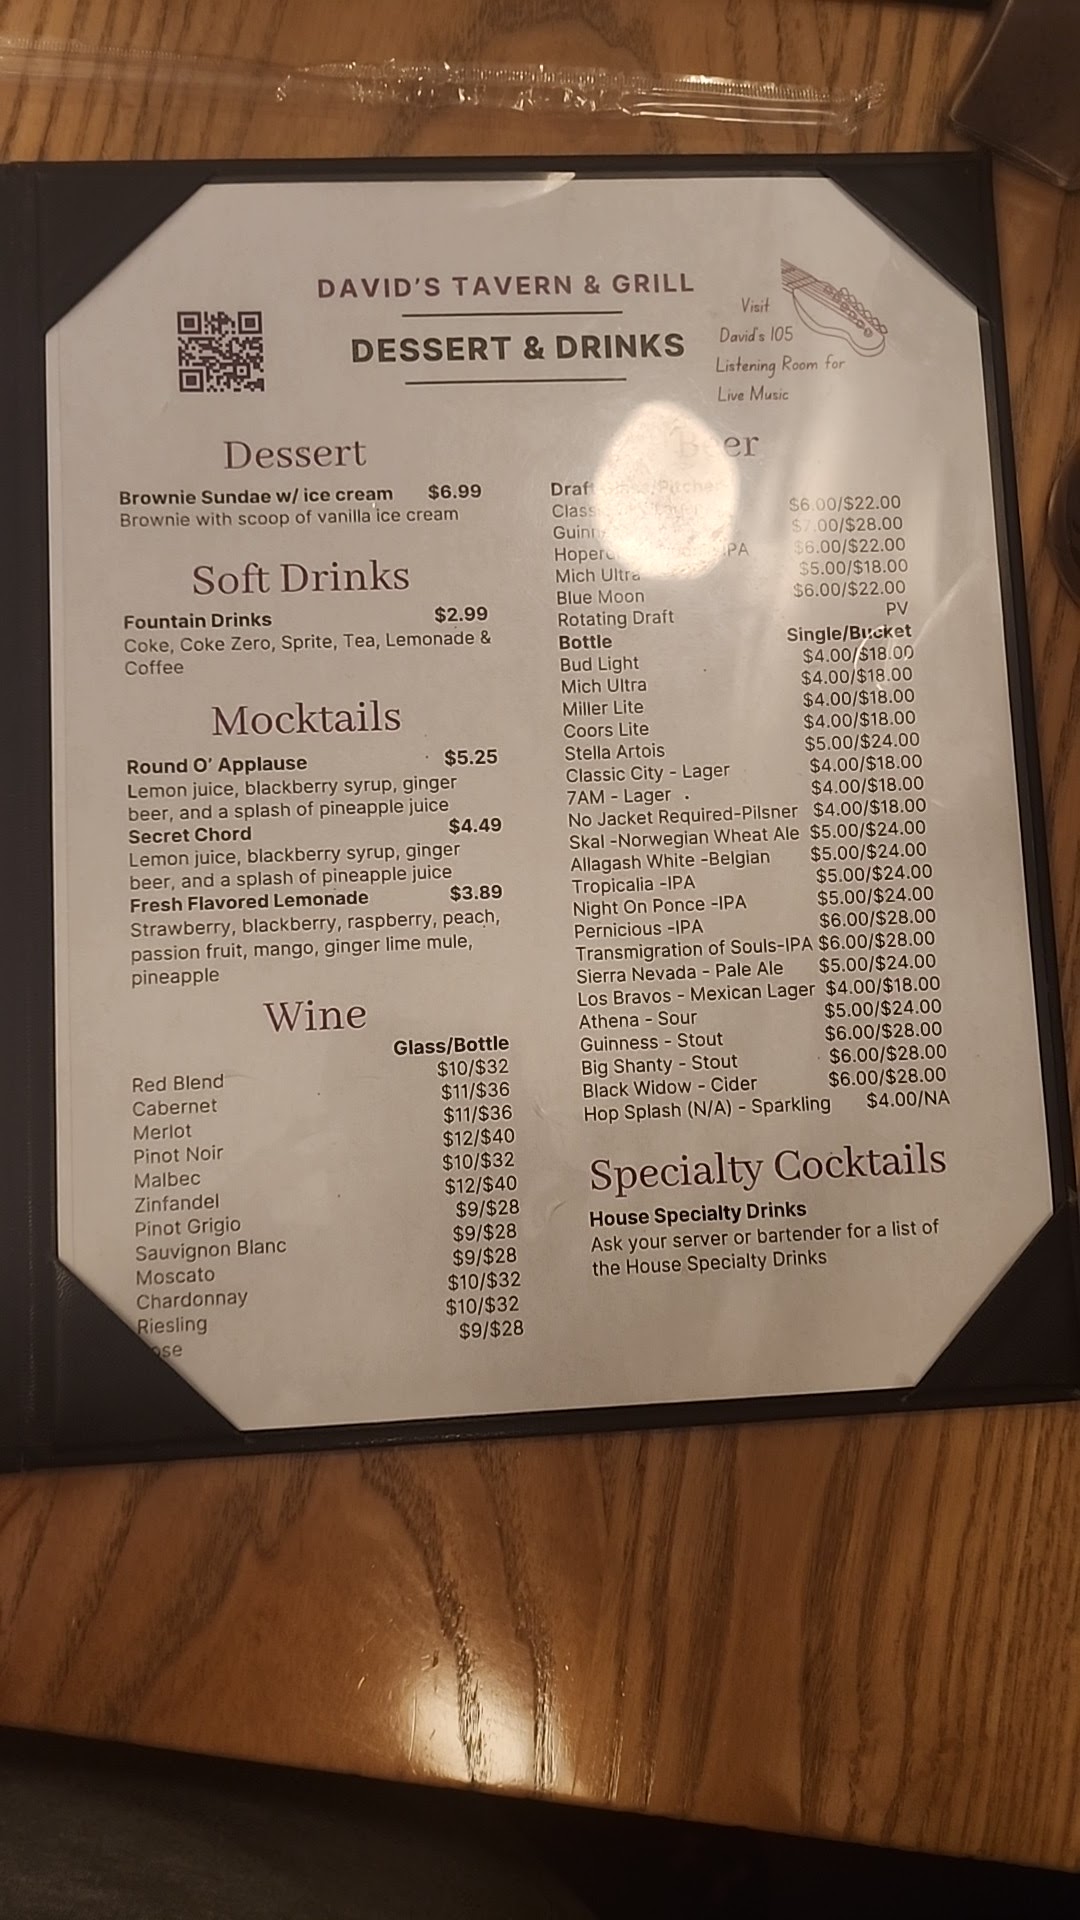 DAVID'S TAVERN & GRILL
DESSERT & DRINKS
Visit
David's 105
Listening Room for
Live Music
Dessert
Brownie Sundae w/ ice cream $6.99
Brownie with scoop of vanilla ice cream
Soft Drinks
Fountain Drinks $2.99
Coke, Coke Zero, Sprite, Tea, Lemonade &
Coffee
Mocktails
Round O' Applause $5.25
Lemon juice, blackberry syrup, ginger
beer, and a splash of pineapple juice
Secret Chord $4.49
Lemon juice, blackberry syrup, ginger
beer, and a splash of pineapple juice
Fresh Flavored Lemonade $3.89
Strawberry, blackberry, raspberry, peach,
passion fruit, mango, ginger lime mule,
pineapple
Wine
Glass/Bottle
Red Blend $10/$32
Cabernet $11/$36
Merlot $11/$36
Pinot Noir $12/$40
Malbec $10/$32
Zinfandel $12/$40
Pinot Grigio $9/$28
Sauvignon Blanc $9/$28
Moscato $9/$28
Chardonnay $10/$32
Riesling $10/$32
$9/$28
Beer
Draft Glass/Pitcher
$6.00/$22.00
$7.00/$28.00
IPA $6.00/$22.00
Mich Ultra $5.00/$18.00
Blue Moon $6.00/$22.00
Rotating Draft PV
Bottle Single/Bucket
Bud Light $4.00/$18.00
Mich Ultra $4.00/$18.00
Miller Lite $4.00/$18.00
Coors Lite $4.00/$18.00
Stella Artois $5.00/$24.00
Classic City - Lager $4.00/$18.00
7AM - Lager $4.00/$18.00
No Jacket Required-Pilsner $4.00/$18.00
Skal -Norwegian Wheat Ale $5.00/$24.00
Allagash White -Belgian $5.00/$24.00
Tropicalia -IPA $5.00/$24.00
Night On Ponce -IPA $5.00/$24.00
Pernicious -IPA $6.00/$28.00
Transmigration of Souls-IPA $6.00/$28.00
Sierra Nevada - Pale Ale $5.00/$24.00
Los Bravos - Mexican Lager $4.00/$18.00
Athena - Sour $5.00/$24.00
Guinness - Stout $6.00/$28.00
Big Shanty - Stout $6.00/$28.00
Black Widow - Cider $6.00/$28.00
Hop Splash (N/A) - Sparkling $4.00/NA
Specialty Cocktails
House Specialty Drinks
Ask your server or bartender for a list of
the House Specialty Drinks